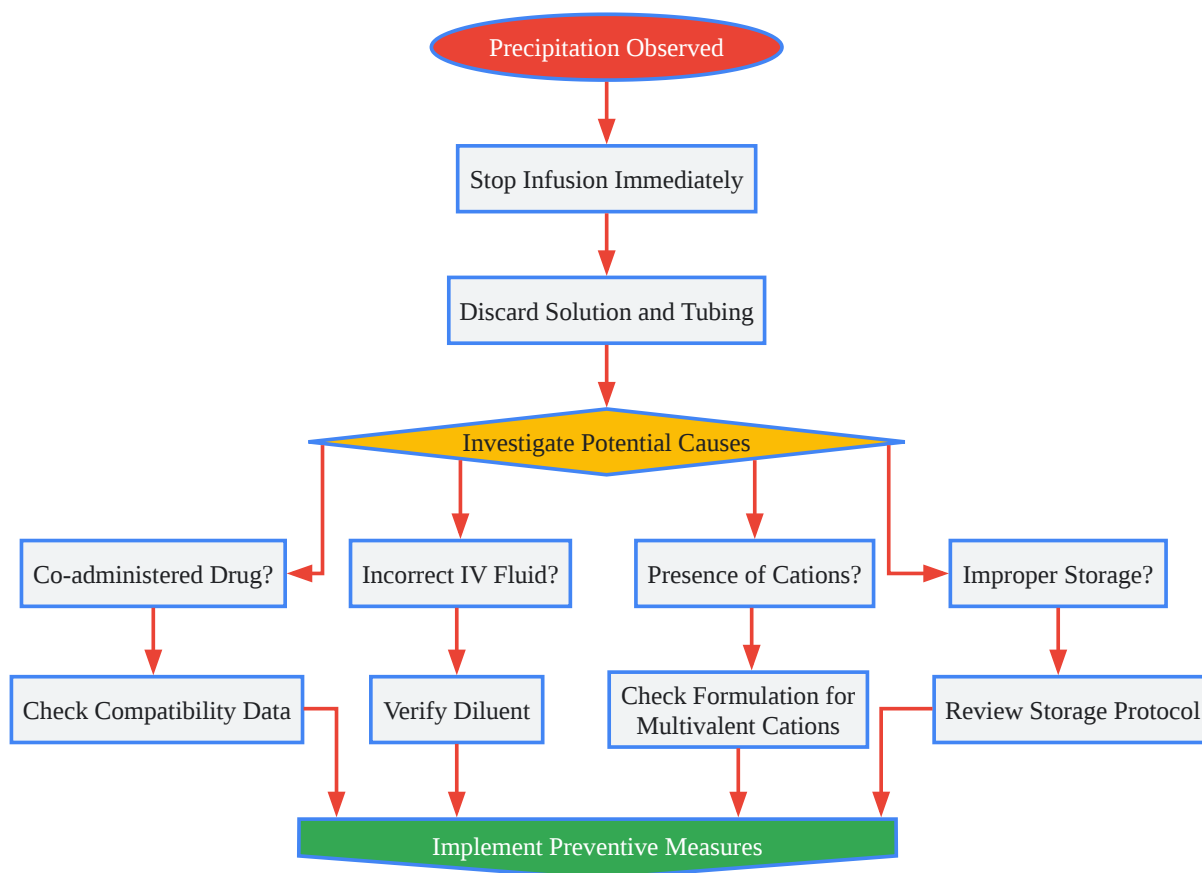 Precipitation Observed
Stop Infusion Immediately
Discard Solution and Tubing
Investigate Potential Causes
Co-administered Drug?
Incorrect IV Fluid?
Presence of Cations?
Improper Storage?
Check Compatibility Data
Verify Diluent
Check Formulation for
Multivalent Cations
Review Storage Protocol
Implement Preventive Measures